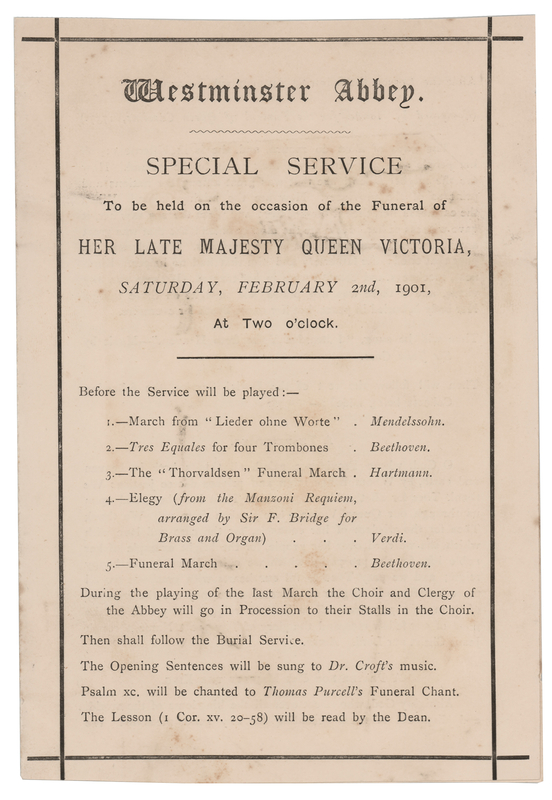 Westminster Abbey.
SPECIAL SERVICE
To be held on the occasion of the Funeral of
HER LATE MAJESTY QUEEN VICTORIA,
SATURDAY, FEBRUARY 2nd, 1901,
At Two o'clock.
Before the Service will be played:—
1.—March from "Lieder ohne Worte" . Mendelssohn.
2.—Tres Equales for four Trombones Beethoven.
3.—The "Thorvaldsen" Funeral March . Hartmann.
4.—Elegy (from the Manzoni Requiem,
arranged by Sir F. Bridge for
Brass and Organ) . . . Verdi.
5.—Funeral March . . . . . Beethoven.
During the playing of the last March the Choir and Clergy of
the Abbey will go in Procession to their Stalls in the Choir.
Then shall follow the Burial Service.
The Opening Sentences will be sung to Dr. Croft's music.
Psalm xc. will be chanted to Thomas Purcell's Funeral Chant.
The Lesson (1 Cor. xv. 20–58) will be read by the Dean.